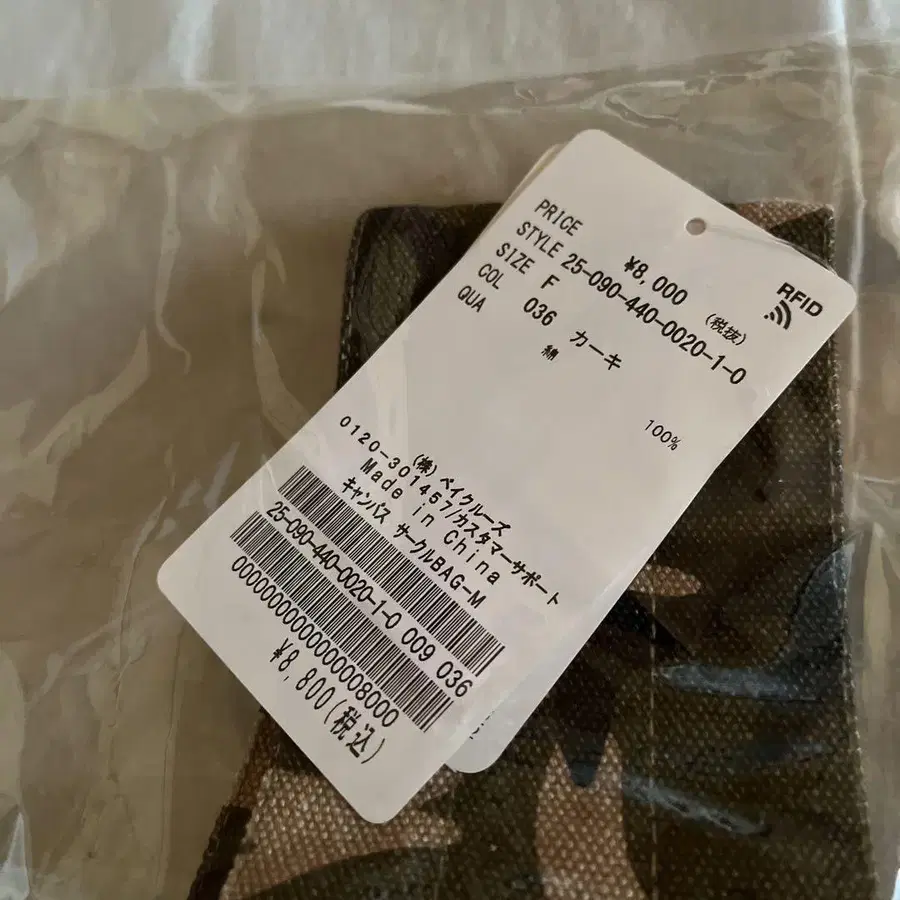 RFID
PRICE ¥8,000 (税抜)
STYLE 25-090-440-0020-1-0
SIZE F
COL 036 カーキ
QUA 綿 100%
(株) ベイクルーズ
0120-301457/カスタマーサポート
Made in China
キャンバス サークルBAG-M
25-090-440-0020-1-0 009 036
0000000000000008000
¥8,800(税込)